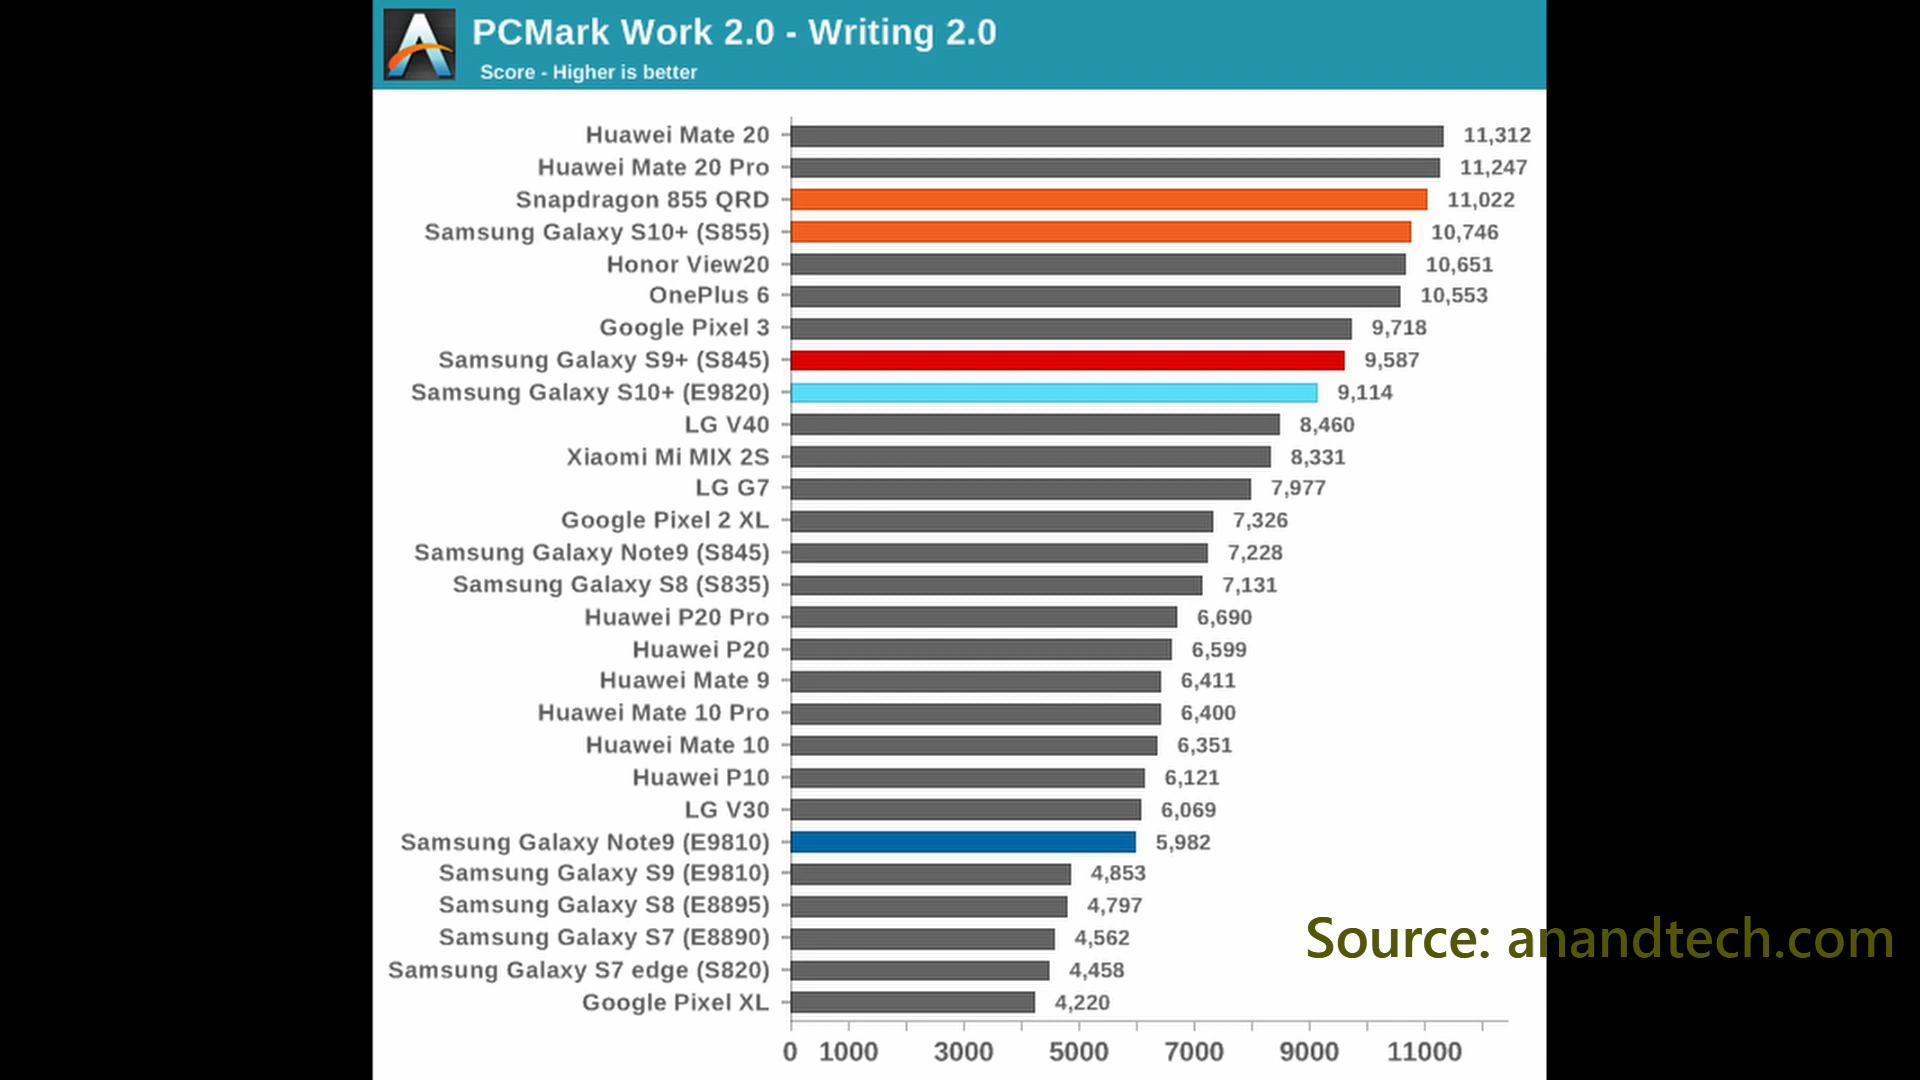 PCMark Work 2.0 - Writing 2.0
Score - Higher is better
Huawei Mate 20 11,312
Huawei Mate 20 Pro 11,247
Snapdragon 855 QRD 11,022
Samsung Galaxy S10+ (S855) 10,746
Honor View20 10,651
OnePlus 6 10,553
Google Pixel 3 9,718
Samsung Galaxy S9+ (S845) 9,587
Samsung Galaxy S10+ (E9820) 9,114
LG V40 8,460
Xiaomi Mi MIX 2S 8,331
LG G7 7,977
Google Pixel 2 XL 7,326
Samsung Galaxy Note9 (S845) 7,228
Samsung Galaxy S8 (S835) 7,131
Huawei P20 Pro 6,690
Huawei P20 6,599
Huawei Mate 9 6,411
Huawei Mate 10 Pro 6,400
Huawei Mate 10 6,351
Huawei P10 6,121
LG V30 6,069
Samsung Galaxy Note9 (E9810) 5,982
Samsung Galaxy S9 (E9810) 4,853
Samsung Galaxy S8 (E8895) 4,797
Samsung Galaxy S7 (E8890) 4,562
Samsung Galaxy S7 edge (S820) 4,458
Google Pixel XL 4,220
0 1000 3000 5000 7000 9000 11000
Source: anandtech.com